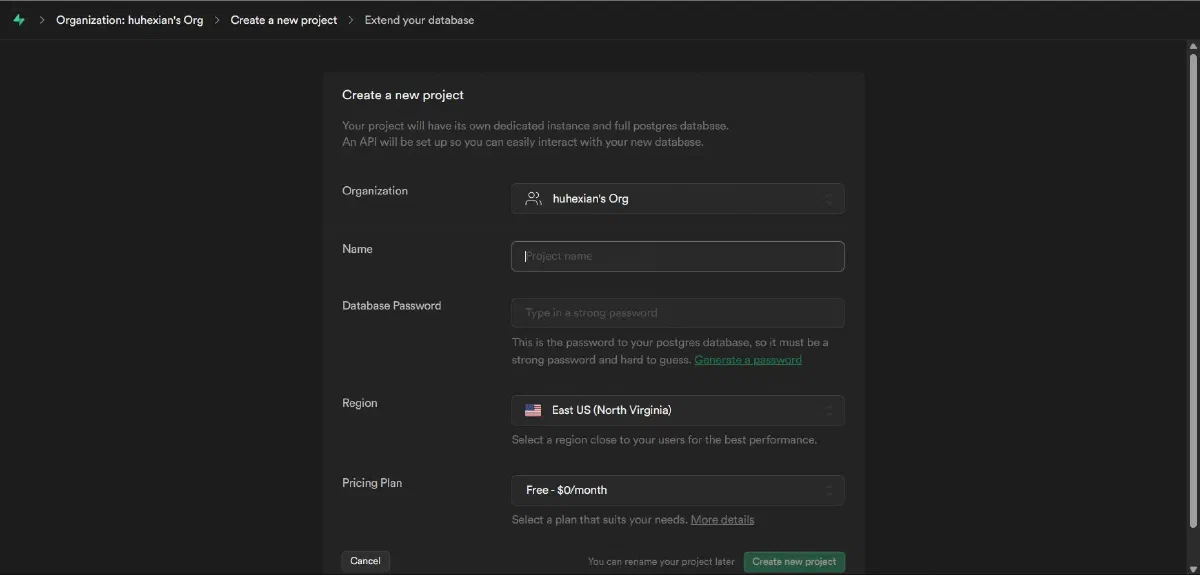 Organization: huhexian's Org > Create a new project > Extend your database
Create a new project
Your project will have its own dedicated instance and full postgres database.
An API will be set up so you can easily interact with your new database.
Organization
huhexian's Org
Name
Project name
Database Password
Type in a strong password
This is the password to your postgres database, so it must be a
strong password and hard to guess. Generate a password
Region
East US (North Virginia)
Select a region close to your users for the best performance.
Pricing Plan
Free - $0/month
Select a plan that suits your needs. More details
Cancel
You can rename your project later
Create new project